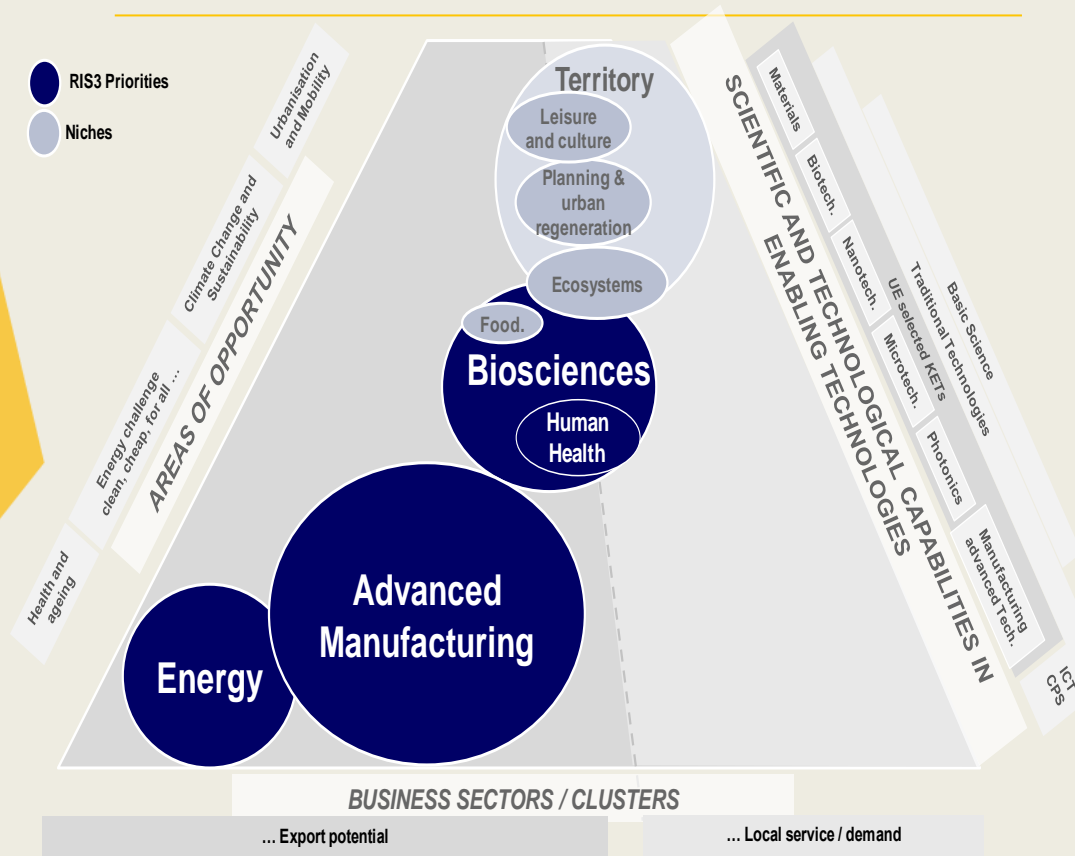 RIS3 Priorities
Niches
Urbanisation
and Mobility
Climate Change and
Sustainability
Energy challenge
clean, cheap, for all ...
Health and
ageing
AREAS OF OPPORTUNITY
Territory
Leisure
and culture
Planning &
urban
regeneration
Ecosystems
Food.
Biosciences
Human
Health
Advanced
Manufacturing
Energy
SCIENTIFIC AND TECHNOLOGICAL CAPABILITIES IN
ENABLING TECHNOLOGIES
Materials
Biotech.
Nanotech.
Microtech.
Photonics
Manufacturing
advanced Tech.
UE selected KETs
Traditional Technologies
Basic Science
ICT
CPS
BUSINESS SECTORS / CLUSTERS
... Export potential
... Local service / demand